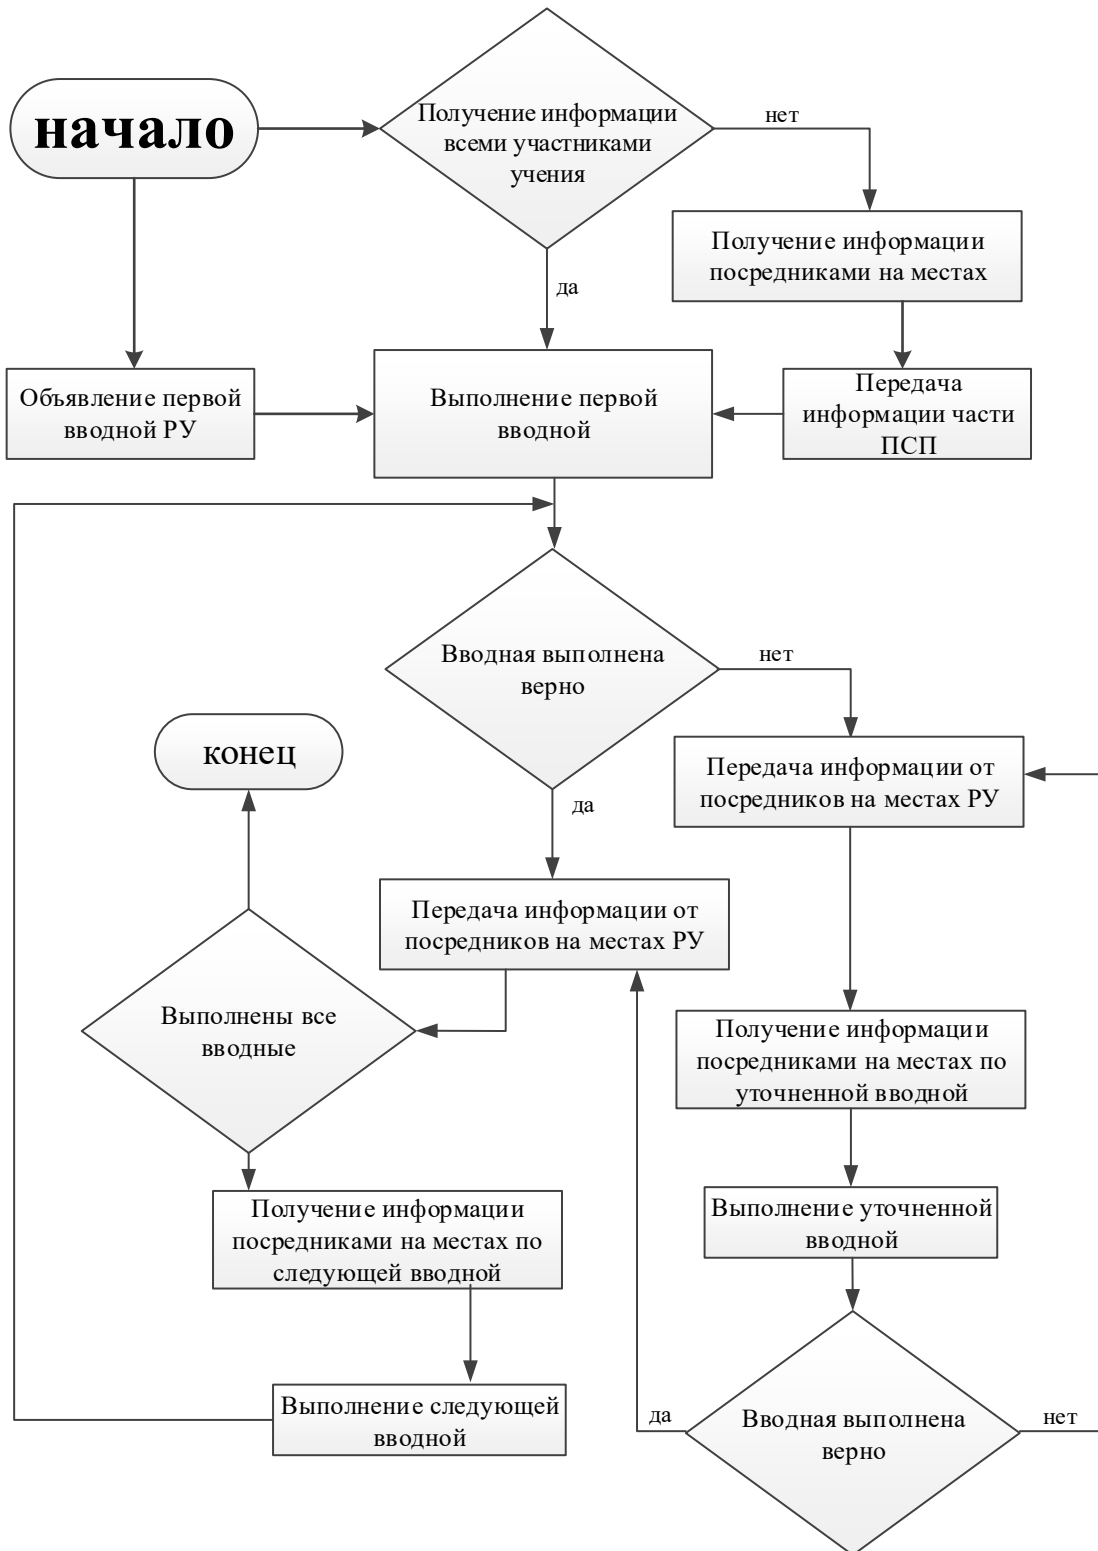 начало
Получение информации
всеми участниками
учения
нет
да
Получение информации
посредниками на местах
Объявление первой
вводной РУ
Выполнение первой
вводной
Передача
информации части
ПСП
Вводная выполнена
верно
нет
да
конец
Передача информации от
посредников на местах РУ
Передача информации от
посредников на местах РУ
Выполнены все
вводные
Получение информации
посредниками на местах по
уточненной вводной
Получение информации
посредниками на местах по
следующей вводной
Выполнение уточненной
вводной
Выполнение следующей
вводной
да
Вводная выполнена
верно
нет